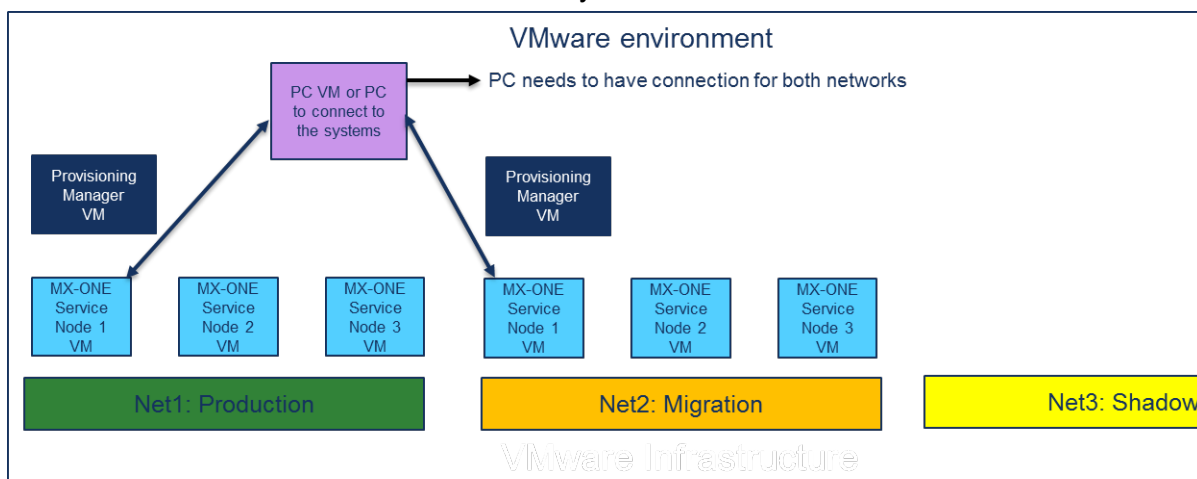 VMware environment
PC needs to have connection for both networks
PC VM or PC
to connect to
the systems
Provisioning
Manager
VM
Provisioning
Manager
VM
MX-ONE
Service
Node 1
VM
MX-ONE
Service
Node 2
VM
MX-ONE
Service
Node 3
VM
MX-ONE
Service
Node 1
VM
MX-ONE
Service
Node 2
VM
MX-ONE
Service
Node 3
VM
Net1: Production
Net2: Migration
Net3: Shadow
VMware Infrastructure